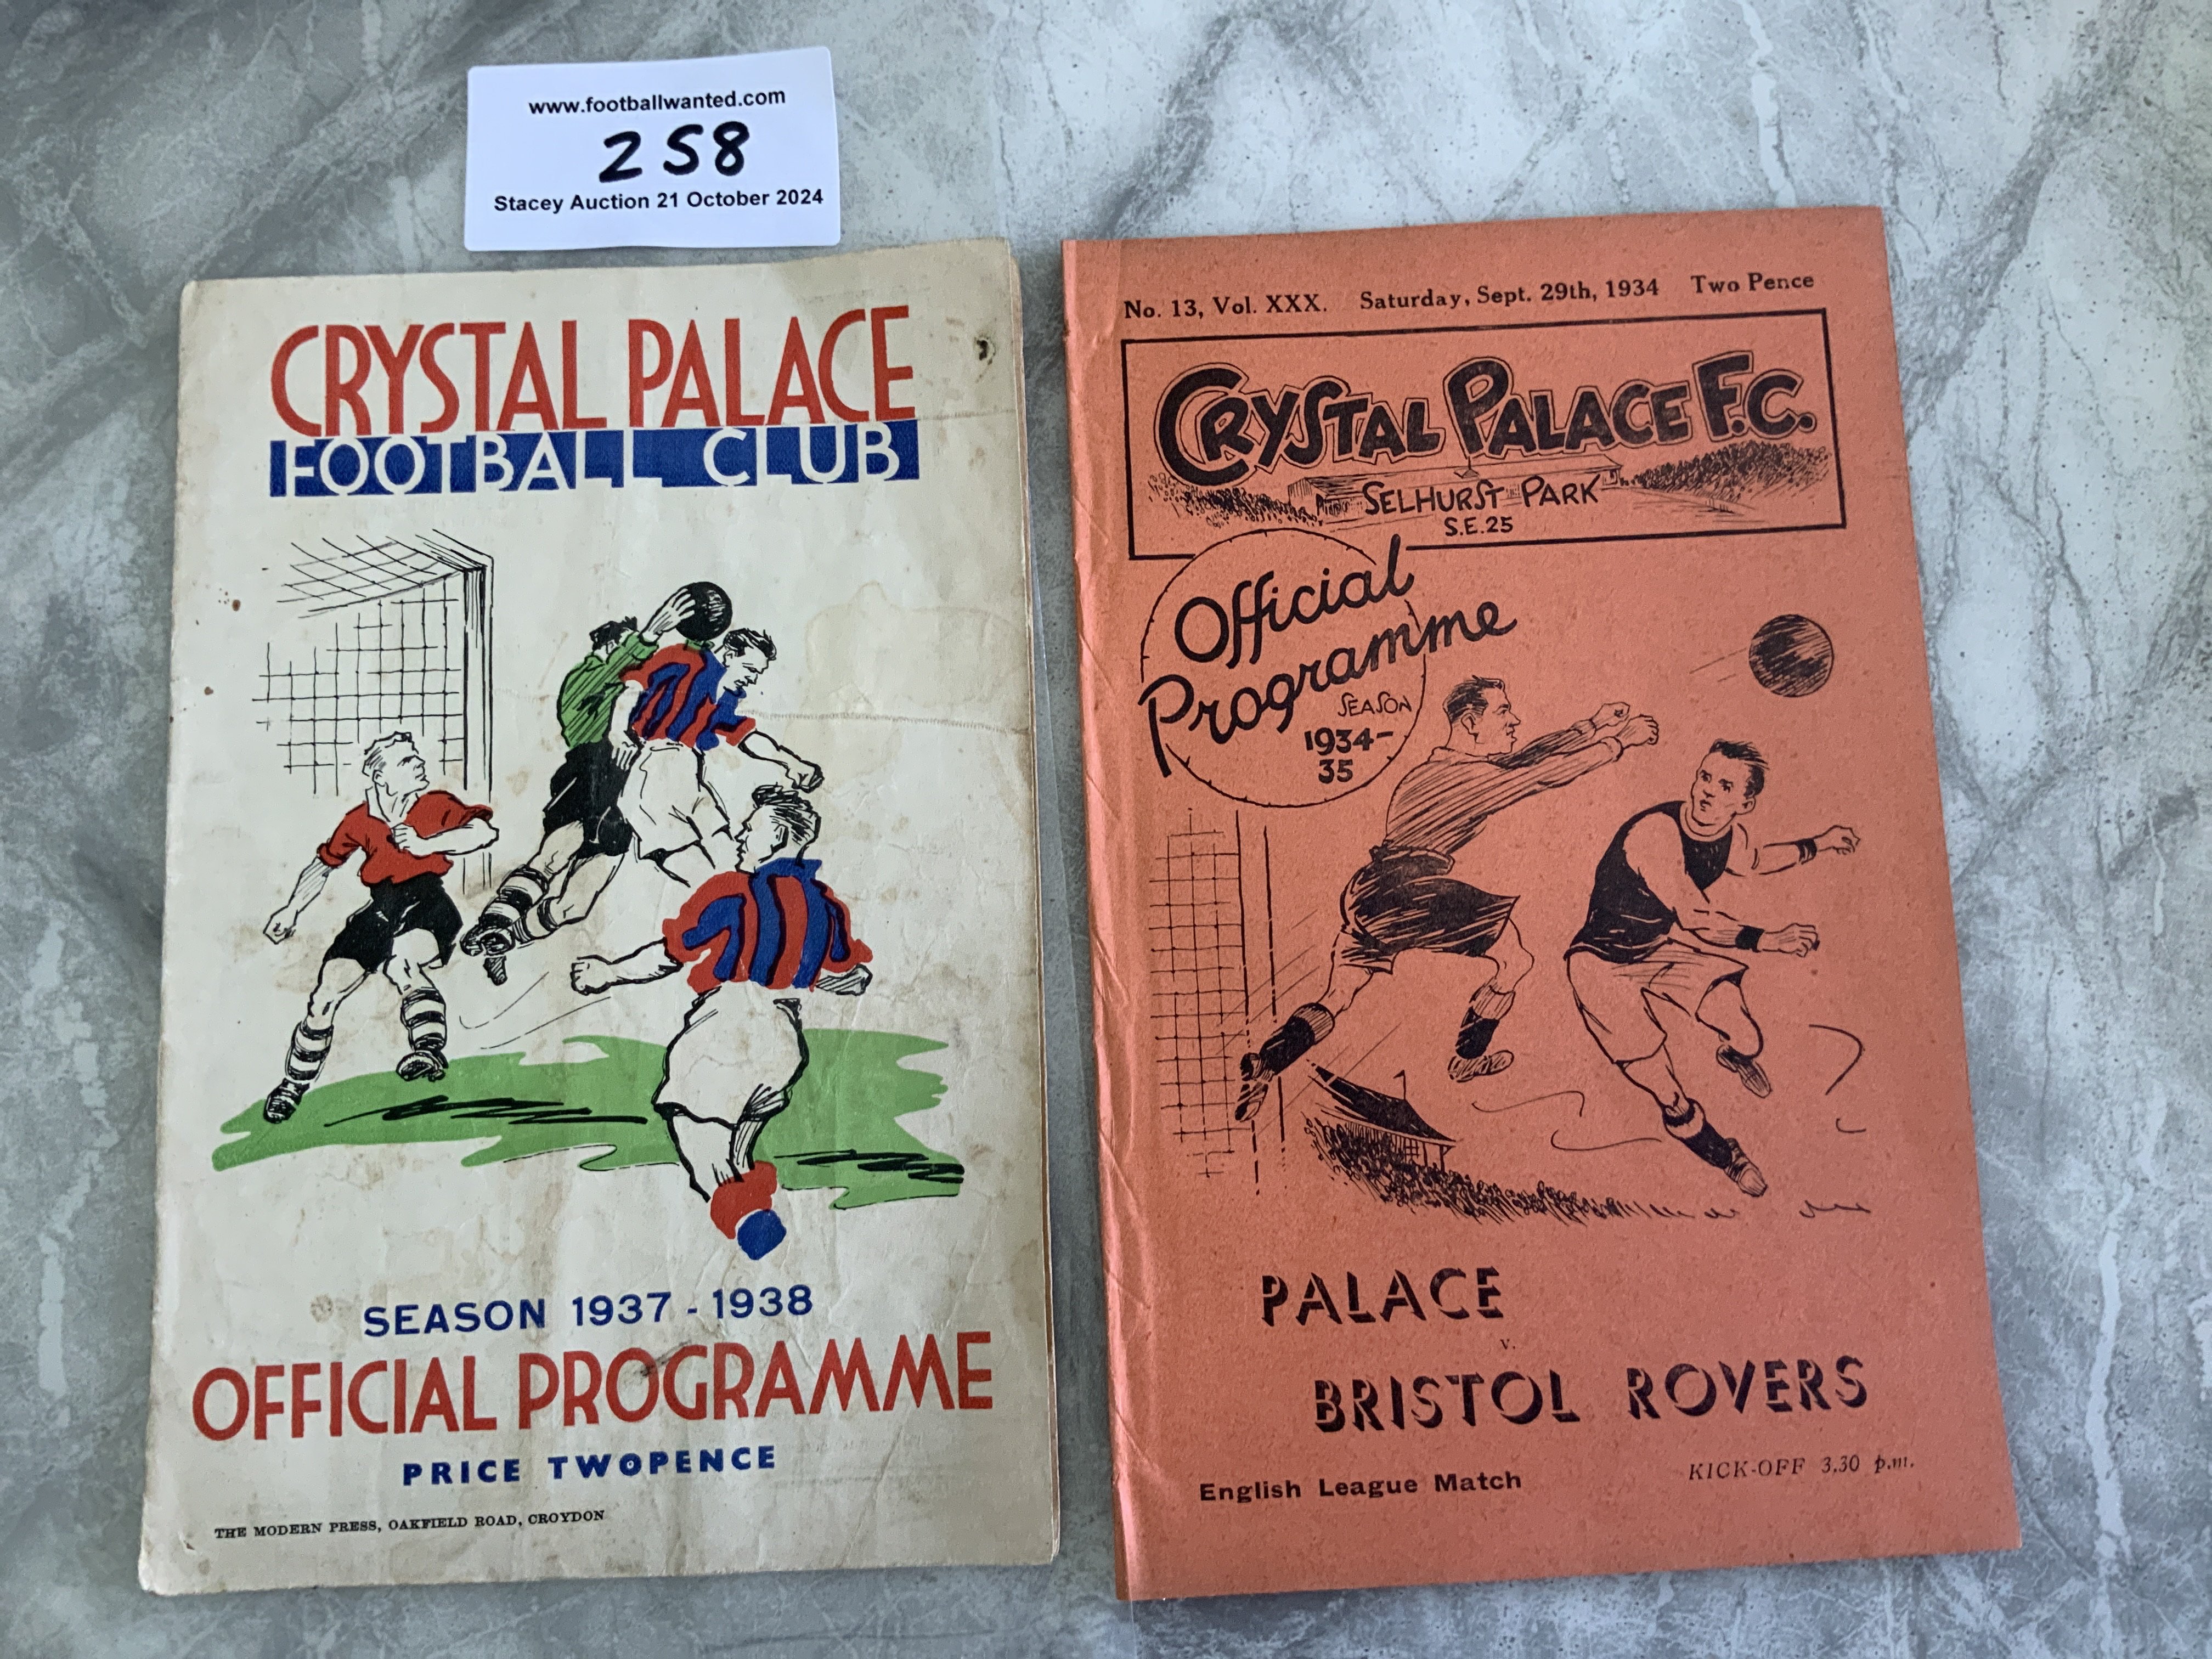 www.footballwanted.com
258
Stacey Auction 21 October 2024
CRYSTAL PALACE
FOOTBALL CLUB
SEASON 1937 - 1938
OFFICIAL PROGRAMME
PRICE TWOPENCE
THE MODERN PRESS, OAKFIELD ROAD, CROYDON
No. 13, Vol. XXX. Saturday, Sept. 29th, 1934 Two Pence
CRYSTAL PALACE F.C.
SELHURST PARK
S.E.25
Official
Programme
SEASON
1934-
35
PALACE
v.
BRISTOL ROVERS
English League Match KICK-OFF 3.30 p.m.